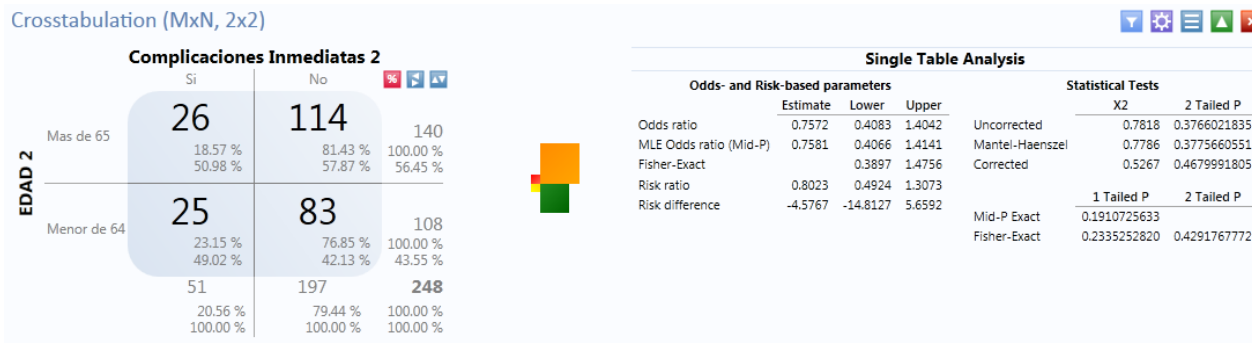 Crosstabulation (MxN, 2x2)
Complicaciones Inmediatas 2
Si No %
EDAD 2
Mas de 65 26 114 140
18.57 % 81.43 % 100.00 %
50.98 % 57.87 % 56.45 %
Menor de 64 25 83 108
23.15 % 76.85 % 100.00 %
49.02 % 42.13 % 43.55 %
51 197 248
20.56 % 79.44 % 100.00 %
100.00 % 100.00 % 100.00 %
Single Table Analysis
Odds- and Risk-based parameters
Estimate Lower Upper
Odds ratio 0.7572 0.4083 1.4042
MLE Odds ratio (Mid-P) 0.7581 0.4066 1.4141
Fisher-Exact 0.3897 1.4756
Risk ratio 0.8023 0.4924 1.3073
Risk difference -4.5767 -14.8127 5.6592
Statistical Tests
X2 2 Tailed P
Uncorrected 0.7818 0.3766021835
Mantel-Haenszel 0.7786 0.3775660551
Corrected 0.5267 0.4679991805
1 Tailed P 2 Tailed P
Mid-P Exact 0.1910725633
Fisher-Exact 0.2335252820 0.4291767772